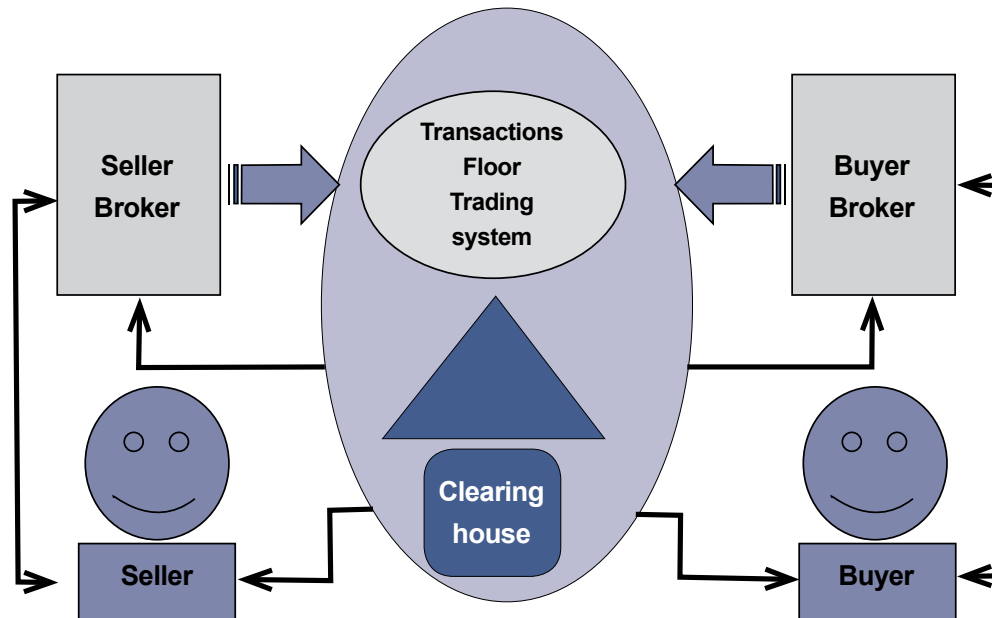 Seller
Broker
Transactions
Floor
Trading
system
Buyer
Broker
Clearing
house
Seller
Buyer